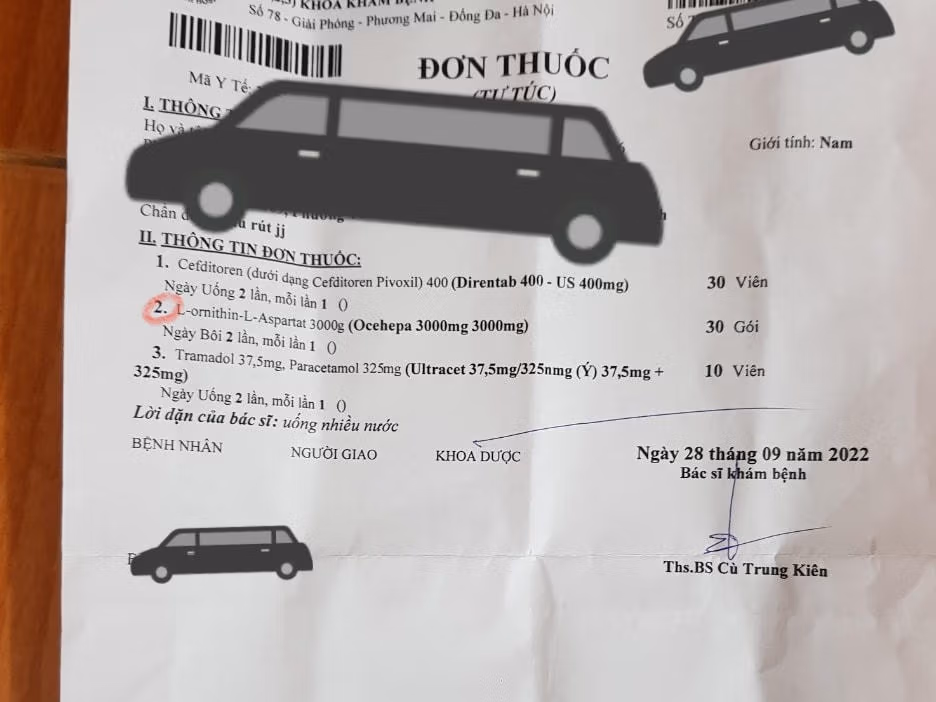 KHOA KHÁM BỆNH
Số 78 - Giải Phóng - Phương Mai - Đống Đa - Hà Nội
Số
Mã Y Tế:
ĐƠN THUỐC
(TỰ TÚC)
I. THÔNG
Họ và
Giới tính: Nam
Chẩn
rút jj
II. THÔNG TIN ĐƠN THUỐC:
1. Cefditoren (dưới dạng Cefditoren Pivoxil) 400 (Direntab 400 - US 400mg) 30 Viên
Ngày Uống 2 lần, mỗi lần 1 ()
2. L-ornithin-L-Aspartat 3000g (Ocehepa 3000mg 3000mg) 30 Gói
Ngày Bôi 2 lần, mỗi lần 1 ()
3. Tramadol 37,5mg, Paracetamol 325mg (Ultracet 37,5mg/325nmg (Ý) 37,5mg + 10 Viên
325mg)
Ngày Uống 2 lần, mỗi lần 1 ()
Lời dặn của bác sĩ: uống nhiều nước
BỆNH NHÂN NGƯỜI GIAO KHOA DƯỢC
Ngày 28 tháng 09 năm 2022
Bác sĩ khám bệnh
Ths.BS Cù Trung Kiên